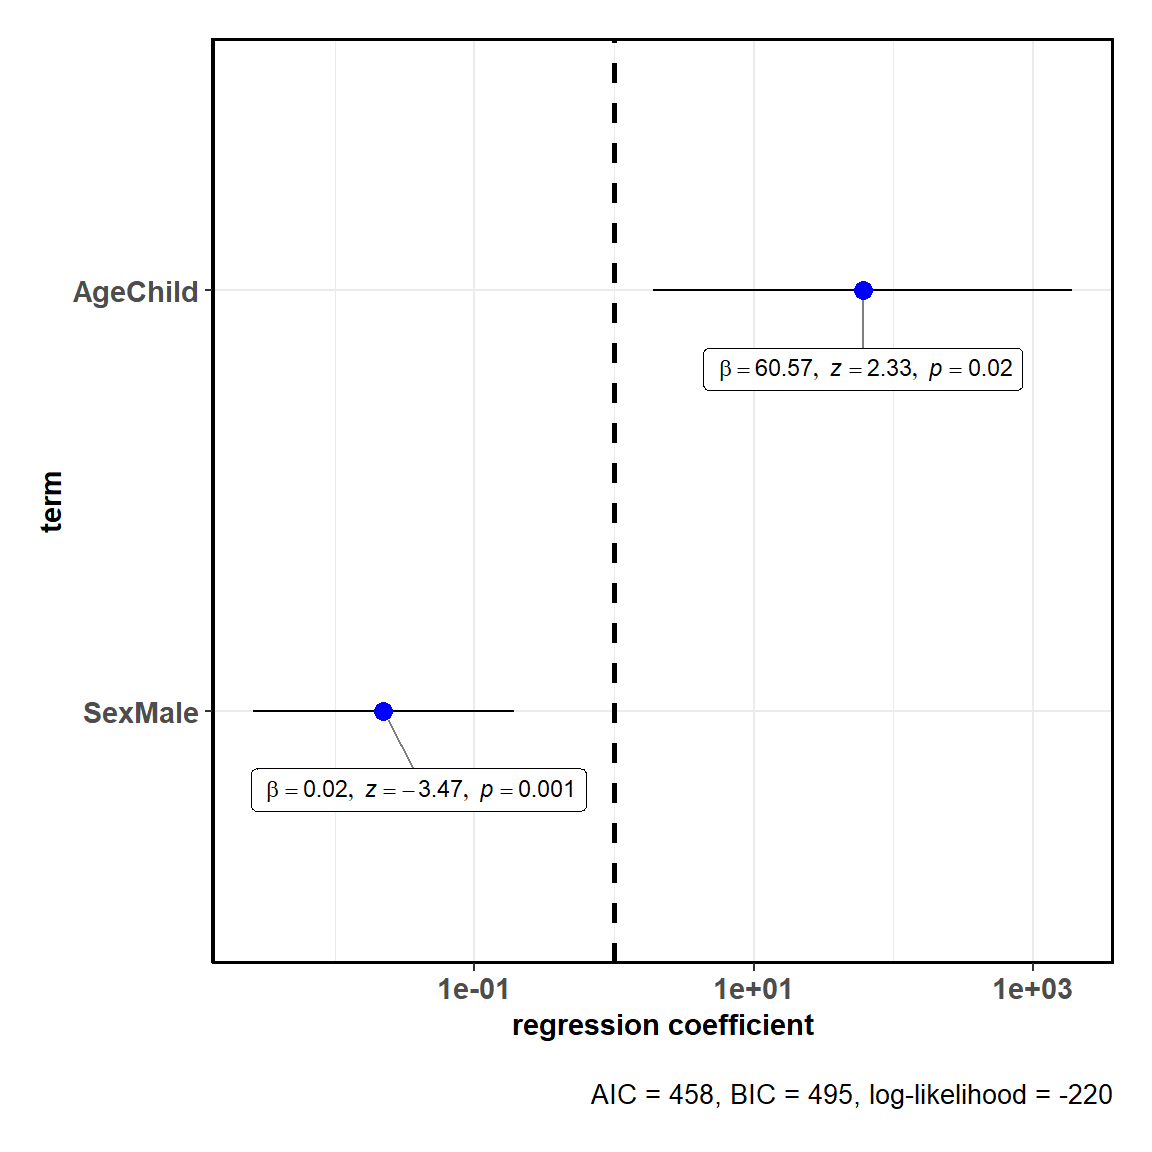 AgeChild
β = 60.57, z = 2.33, p = 0.02
term
SexMale
β = 0.02, z = −3.47, p = 0.001
1e-01 1e+01 1e+03
regression coefficient
AIC = 458, BIC = 495, log-likelihood = -220